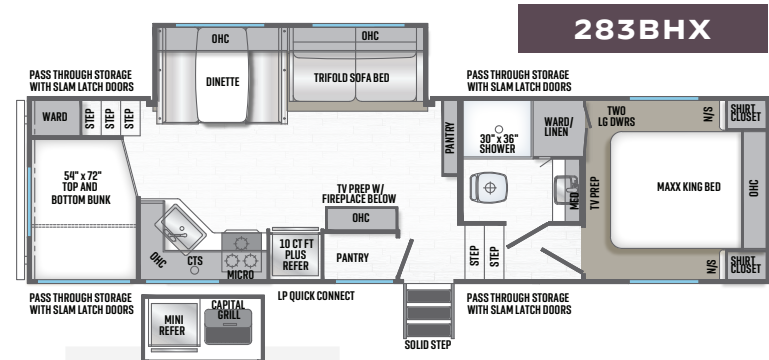 283BHX
OHC
OHC
DINETTE
TRIFOLD SOFA BED
PASS THROUGH STORAGE
WITH SLAM LATCH DOORS
PASS THROUGH STORAGE
WITH SLAM LATCH DOORS
WARD
STEP
STEP
STEP
PANTRY
30" x 36"
SHOWER
WARD/
LINEN
TWO
LG DWRS
N/S
SHIRT
CLOSET
54" x 72"
TOP AND
BOTTOM BUNK
TV PREP W/
FIREPLACE BELOW
OHC
MED
TV PREP
MAXX KING BED
OHC
OHC
CTS
MICRO
10 CT FT
PLUS
REFER
PANTRY
STEP
STEP
N/S
SHIRT
CLOSET
PASS THROUGH STORAGE
WITH SLAM LATCH DOORS
LP QUICK CONNECT
PASS THROUGH STORAGE
WITH SLAM LATCH DOORS
MINI
REFER
CAPITAL
GRILL
SOLID STEP